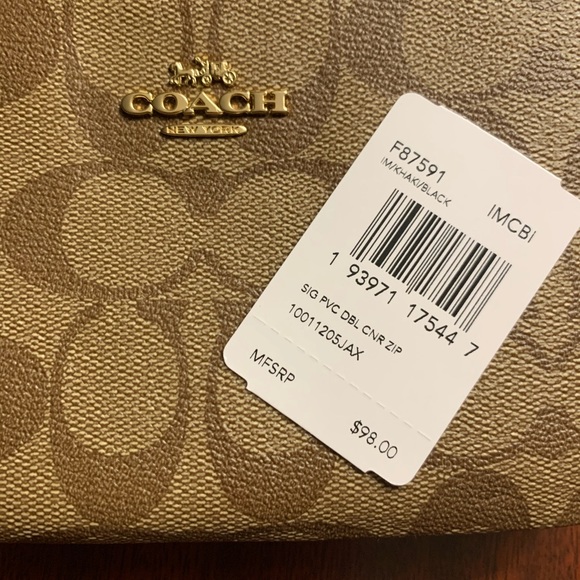 COACH
NEW YORK
F87591
IM/KHAKI/BLACK
IMCBI
1 93971 17544 7
SIG PVC DBL CNR ZIP
10011205JAX
MFSRP
$98.00